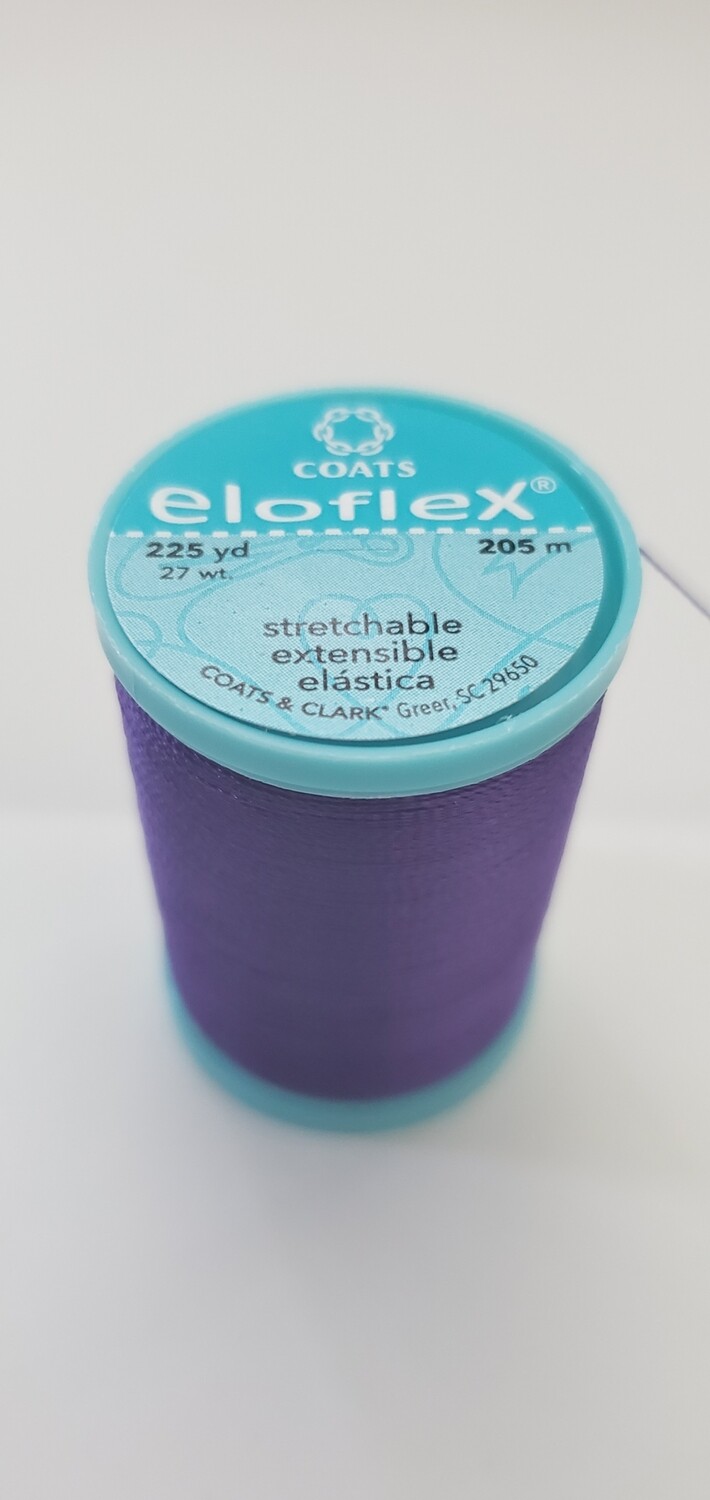 COATS
eloflex®
225 yd 205 m
27 wt.
stretchable
extensible
elástica
COATS & CLARK® Greer, SC 29650